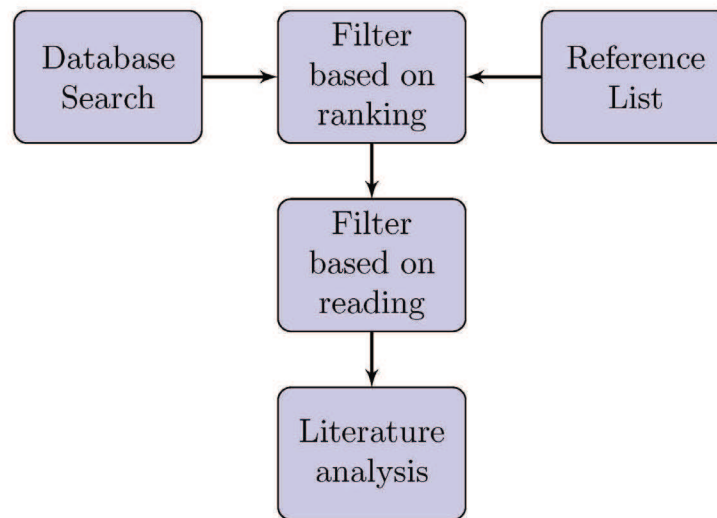 Database
Search
Filter
based on
ranking
Reference
List
Filter
based on
reading
Literature
analysis